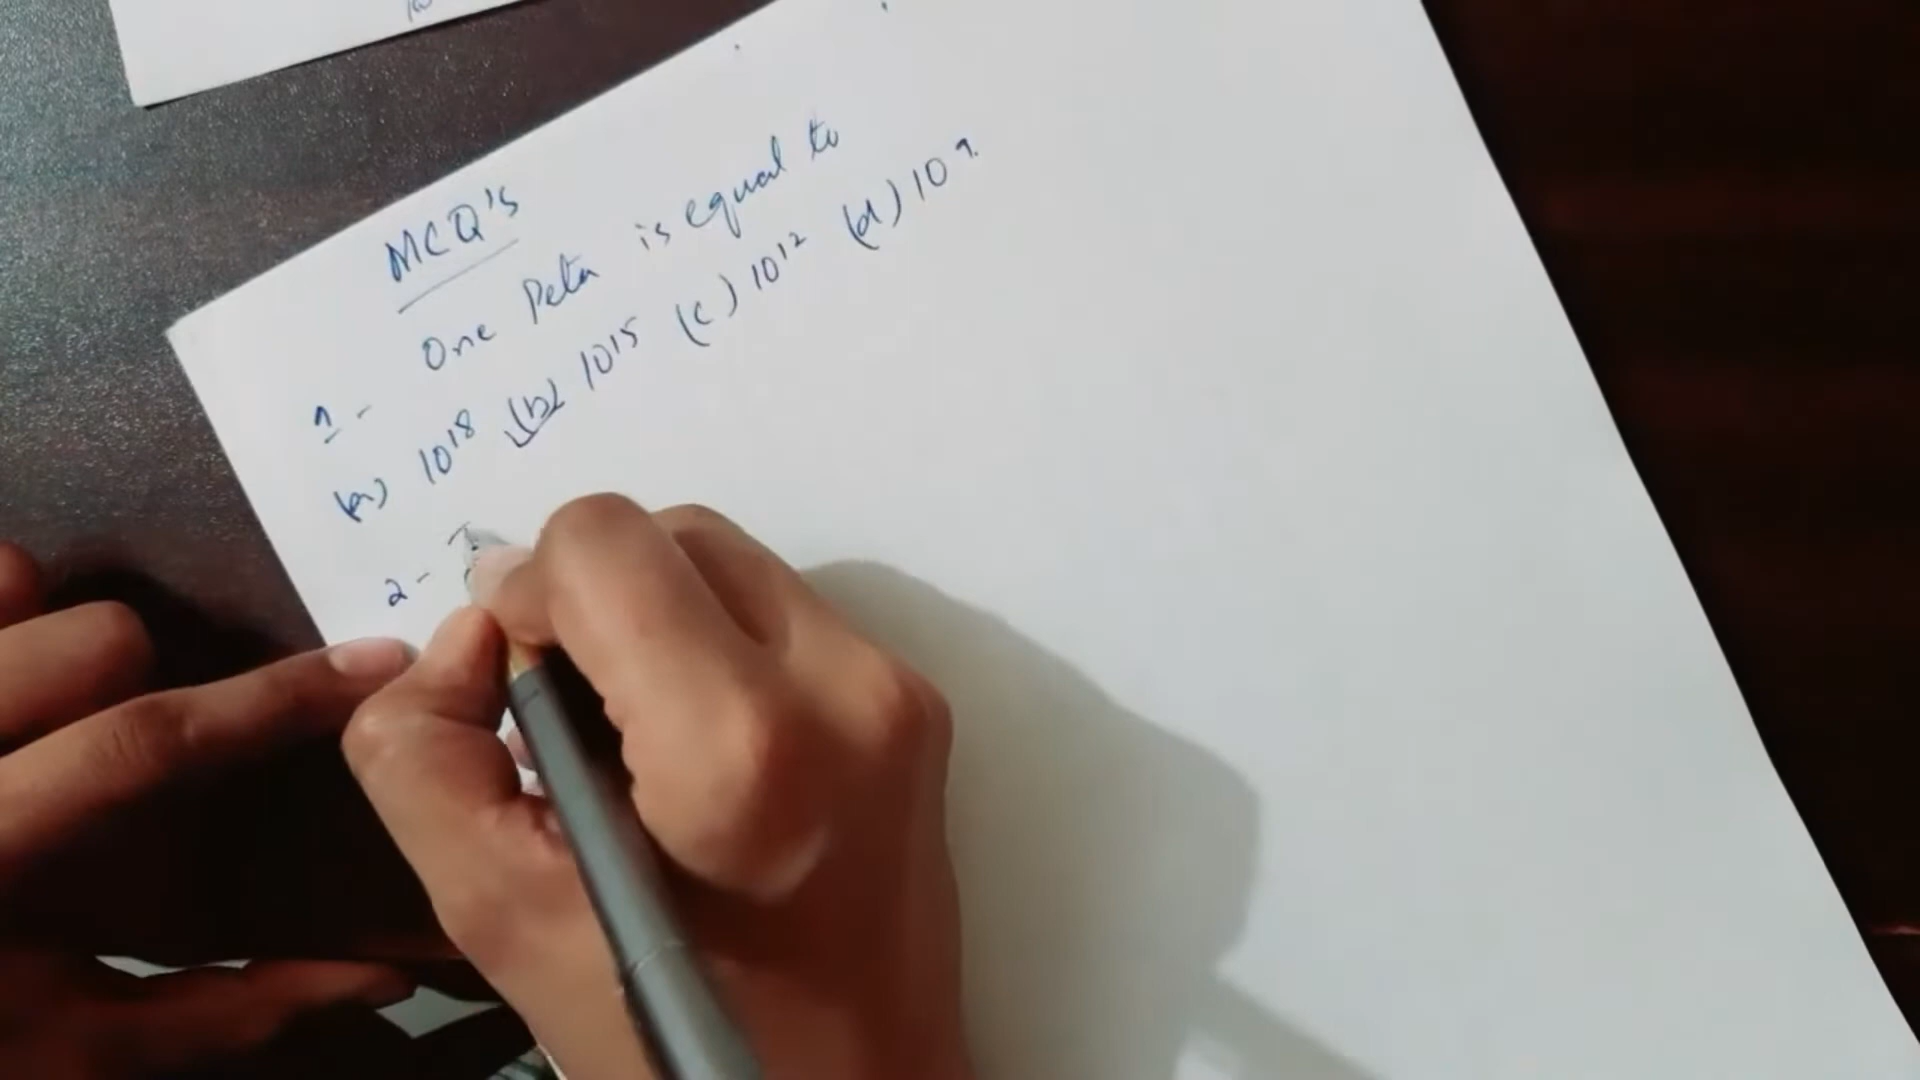 MCQ's
1- One Peta is equal to
(a) 10¹⁸ (b) 10¹⁵ (c) 10¹² (d) 10⁹.
2-